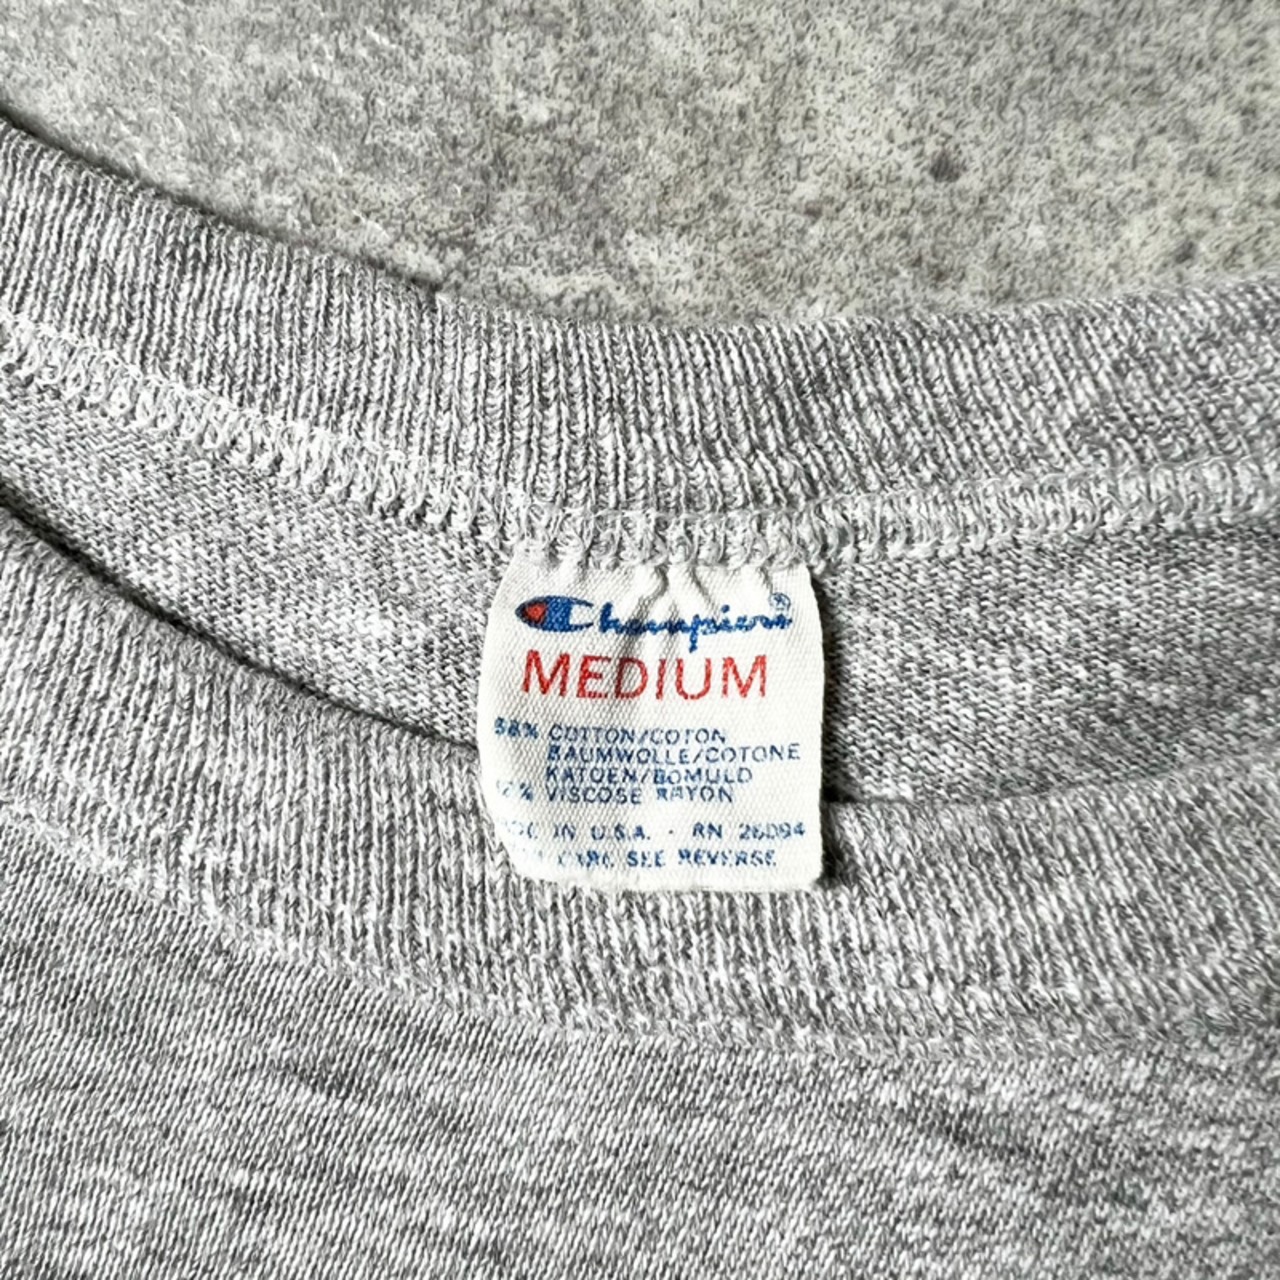 Champion®
MEDIUM
COTTON/COTON
BAUMWOLLE/COTONE
KATOEN/BOMULD
VISCOSE RAYON
IN U.S.A. · RN 26094
CARE SEE REVERSE